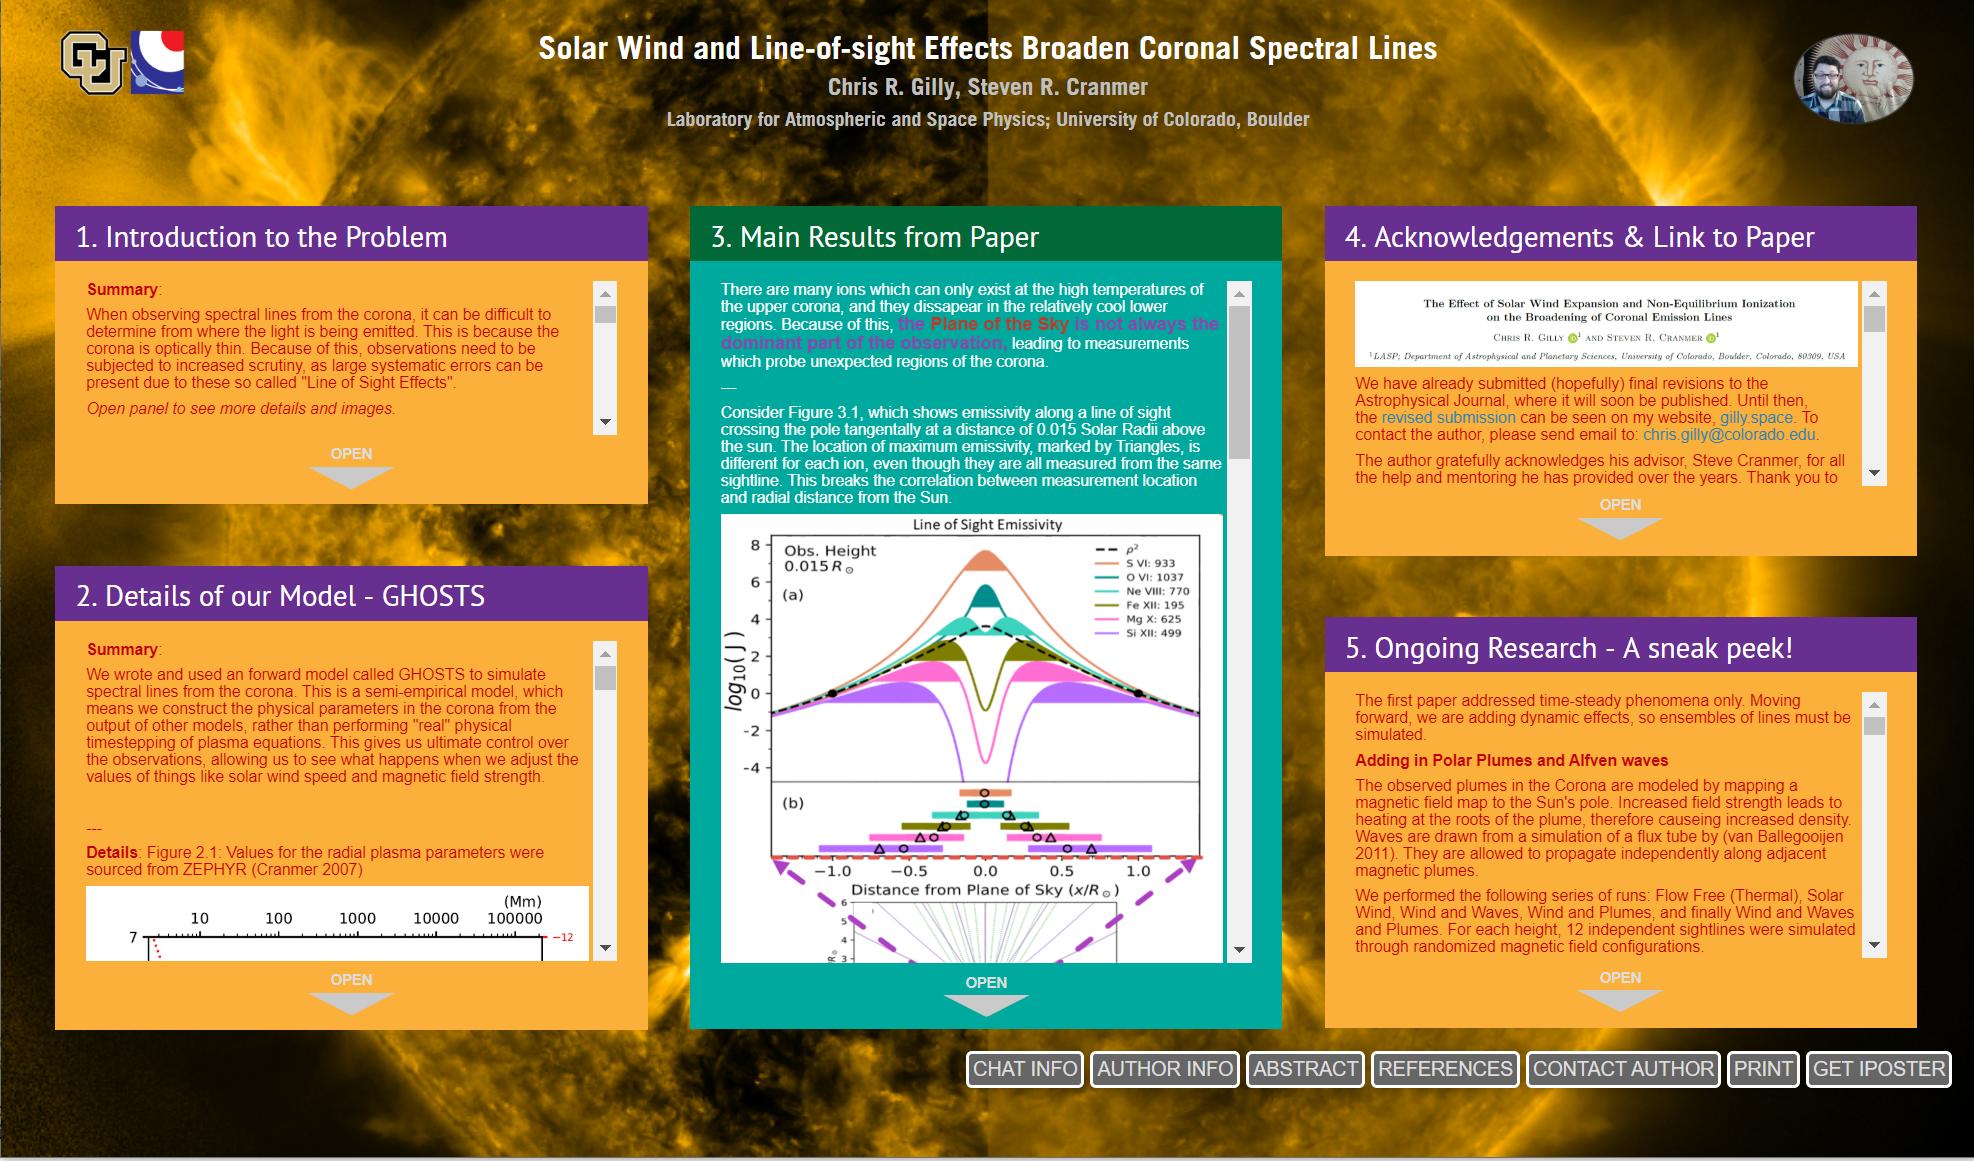 Solar Wind and Line-of-sight Effects Broaden Coronal Spectral Lines
Chris R. Gilly, Steven R. Cranmer
Laboratory for Atmospheric and Space Physics; University of Colorado, Boulder
CU
1. Introduction to the Problem
Summary:
When observing spectral lines from the corona, it can be difficult to
determine from where the light is being emitted. This is because the
corona is optically thin. Because of this, observations need to be
subjected to increased scrutiny, as large systematic errors can be
present due to these so called "Line of Sight Effects".
Open panel to see more details and images.
OPEN
2. Details of our Model - GHOSTS
Summary:
We wrote and used an forward model called GHOSTS to simulate
spectral lines from the corona. This is a semi-empirical model, which
means we construct the physical parameters in the corona from the
output of other models, rather than performing "real" physical
timestepping of plasma equations. This gives us ultimate control over
the observations, allowing us to see what happens when we adjust the
values of things like solar wind speed and magnetic field strength.
---
Details: Figure 2.1: Values for the radial plasma parameters were
sourced from ZEPHYR (Cranmer 2007)
(Mm)
10 100 1000 10000 100000
7
−12
OPEN
3. Main Results from Paper
There are many ions which can only exist at the high temperatures of
the upper corona, and they dissapear in the relatively cool lower
regions. Because of this, the Plane of the Sky is not always the
dominant part of the observation, leading to measurements
which probe unexpected regions of the corona.
---
Consider Figure 3.1, which shows emissivity along a line of sight
crossing the pole tangentially at a distance of 0.015 Solar Radii above
the sun. The location of maximum emissivity, marked by Triangles, is
different for each ion, even though they are all measured from the same
sightline. This breaks the correlation between measurement location
and radial distance from the Sun.
Line of Sight Emissivity
Obs. Height
0.015 R☉
(a)
ρ²
S VI: 933
O VI: 1037
Ne VIII: 770
Fe XII: 195
Mg X: 625
Si XII: 499
log10( J )
8
6
4
2
0
−2
−4
(b)
−1.0 −0.5 0.0 0.5 1.0
Distance from Plane of Sky (x/R☉)
6
5
4
3
OPEN
4. Acknowledgements & Link to Paper
The Effect of Solar Wind Expansion and Non-Equilibrium Ionization
on the Broadening of Coronal Emission Lines
Chris Gilly iD 1 and Steven R. Cranmer iD 1
1 LASP; Department of Astrophysical and Planetary Sciences, University of Colorado, Boulder, Colorado, 80309, USA
We have already submitted (hopefully) final revisions to the
Astrophysical Journal, where it will soon be published. Until then,
the revised submission can be seen on my website, gilly.space. To
contact the author, please send email to: chris.gilly@colorado.edu.
The author gratefully acknowledges his advisor, Steve Cranmer, for all
the help and mentoring he has provided over the years. Thank you to
OPEN
5. Ongoing Research - A sneak peek!
The first paper addressed time-steady phenomena only. Moving
forward, we are adding dynamic effects, so ensembles of lines must be
simulated.
Adding in Polar Plumes and Alfven waves
The observed plumes in the Corona are modeled by mapping a
magnetic field map to the Sun's pole. Increased field strength leads to
heating at the roots of the plume, therefore causeing increased density.
Waves are drawn from a simulation of a flux tube by (van Ballegooijen
2011). They are allowed to propagate independently along adjacent
magnetic plumes.
We performed the following series of runs: Flow Free (Thermal), Solar
Wind, Wind and Waves, Wind and Plumes, and finally Wind and Waves
and Plumes. For each height, 12 independent sightlines were simulated
through randomized magnetic field configurations.
OPEN
CHAT INFO
AUTHOR INFO
ABSTRACT
REFERENCES
CONTACT AUTHOR
PRINT
GET IPOSTER